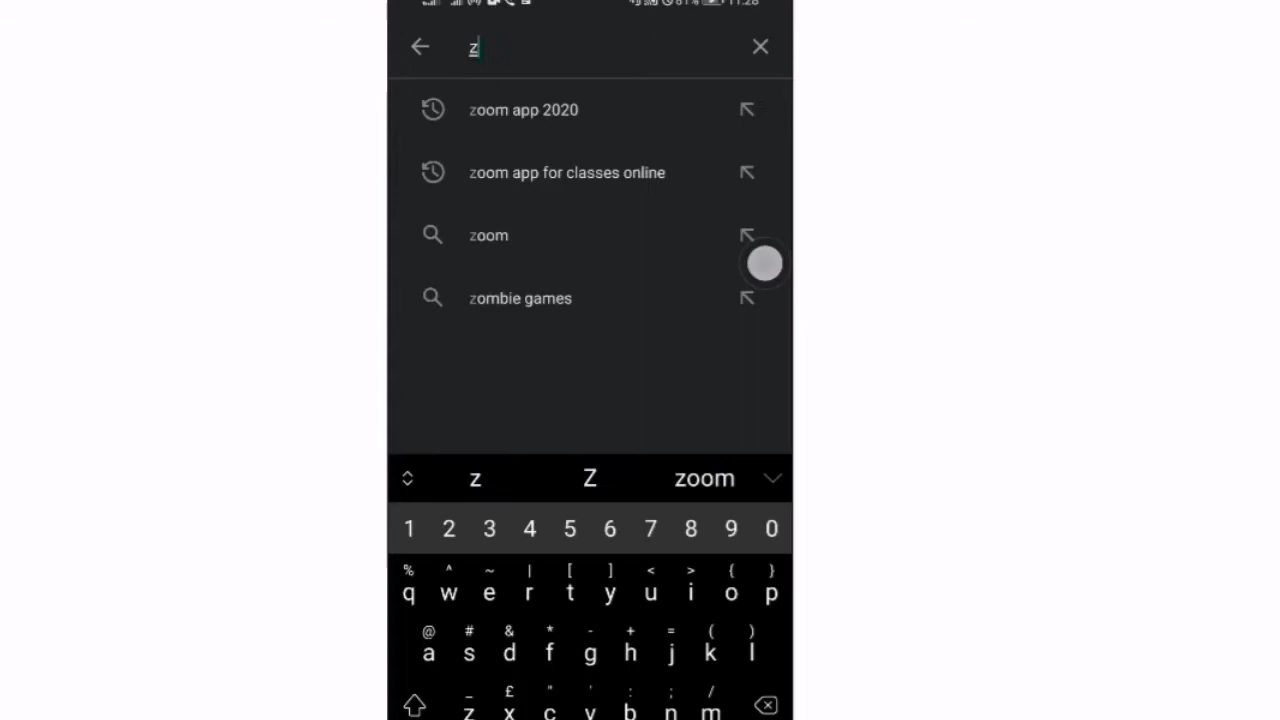 z
zoom app 2020
zoom app for classes online
zoom
zombie games
z Z zoom
1 2 3 4 5 6 7 8 9 0
% ^ ~ | [ ] < > { }
q w e r t y u i o p
@ # & * - + = ( )
a s d f g h j k l
_ £ " ' : ; /
z x c v b n m